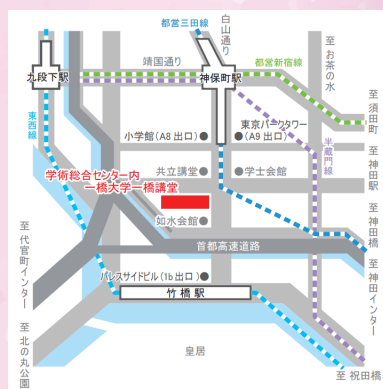 都営三田線
白山通り
靖国通り
都営新宿線
至 お茶の水
九段下駅
神保町駅
東西線
小学館（A8 出口）
東京パークタワー
（A9 出口）
至 須田町
半蔵門線
共立講堂
学士会館
至 神田駅
学術総合センター内
一橋大学一橋講堂
如水会館
至 神田橋
首都高速道路
至 神田インター
至 代官町インター
パレスサイドビル（1b 出口）
竹橋駅
至 北の丸公園
皇居
至 祝田橋